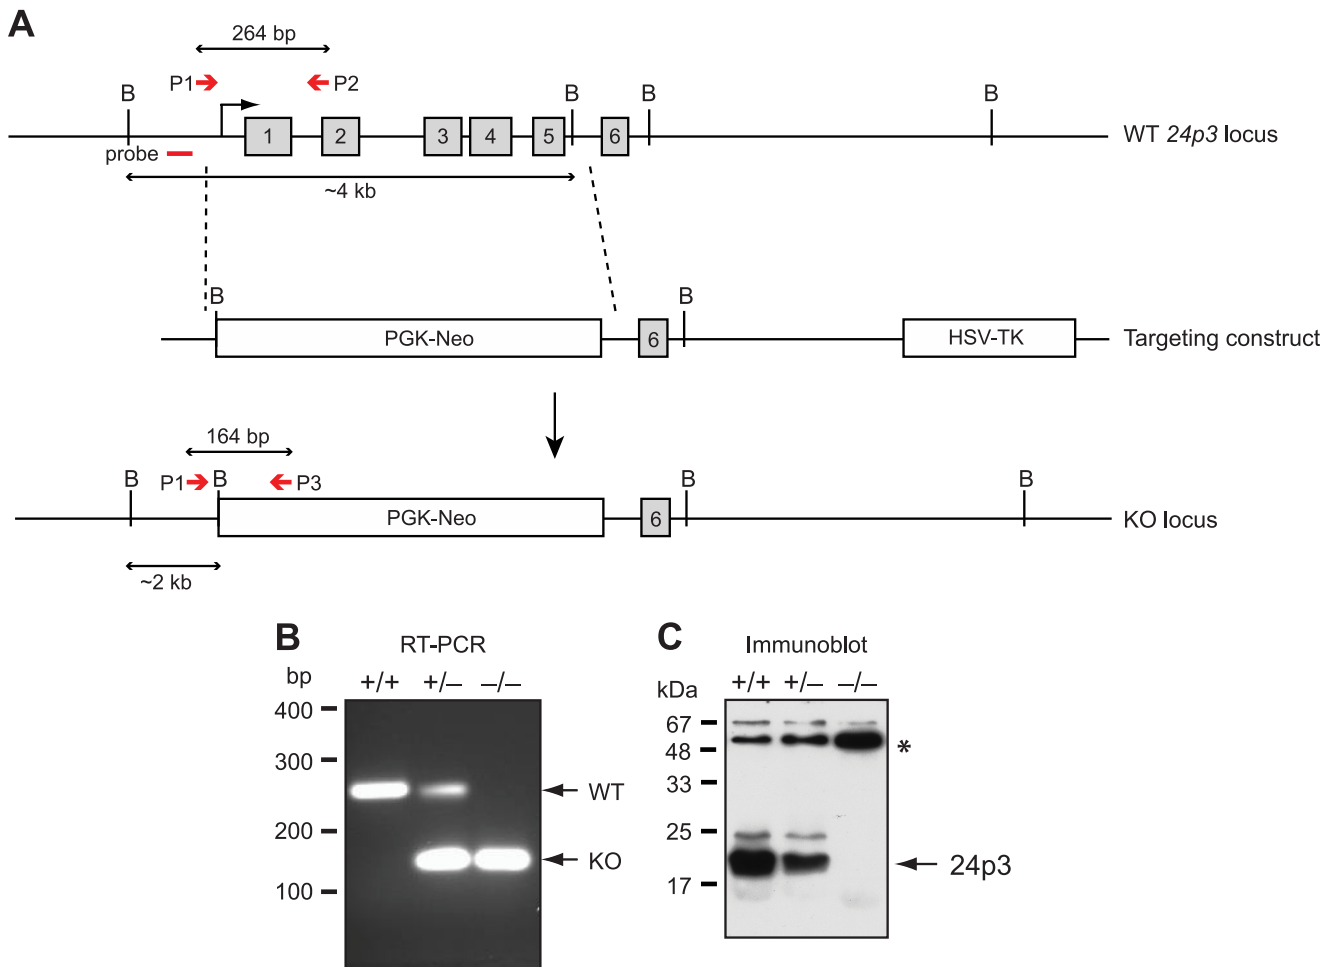 A
264 bp
P1 P2
B B B B
1 2 3 4 5 6
WT 24p3 locus
probe
~4 kb
B B
PGK-Neo 6 HSV-TK
Targeting construct
164 bp
P1 B P3
B B B
PGK-Neo 6
KO locus
~2 kb
B
RT-PCR
bp
+/+ +/– –/–
400
300
200
100
WT
KO
C
Immunoblot
kDa
+/+ +/– –/–
67
48
33
25
17
*
24p3